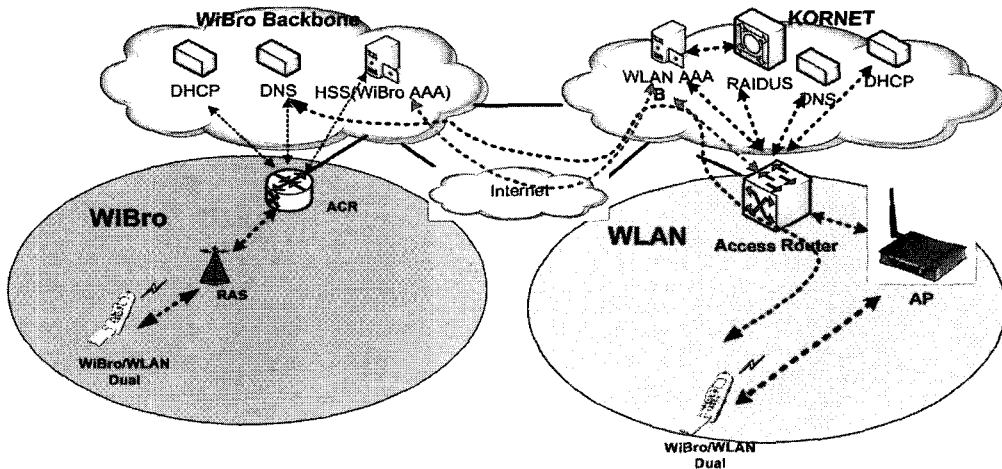 WiBro Backbone
DHCP
DNS
HSS(WiBro AAA)
KORNET
WLAN AAA
B
RAIDUS
DNS
DHCP
Internet
WiBro
ACR
RAS
WiBro/WLAN
Dual
WLAN
Access Router
AP
WiBro/WLAN
Dual